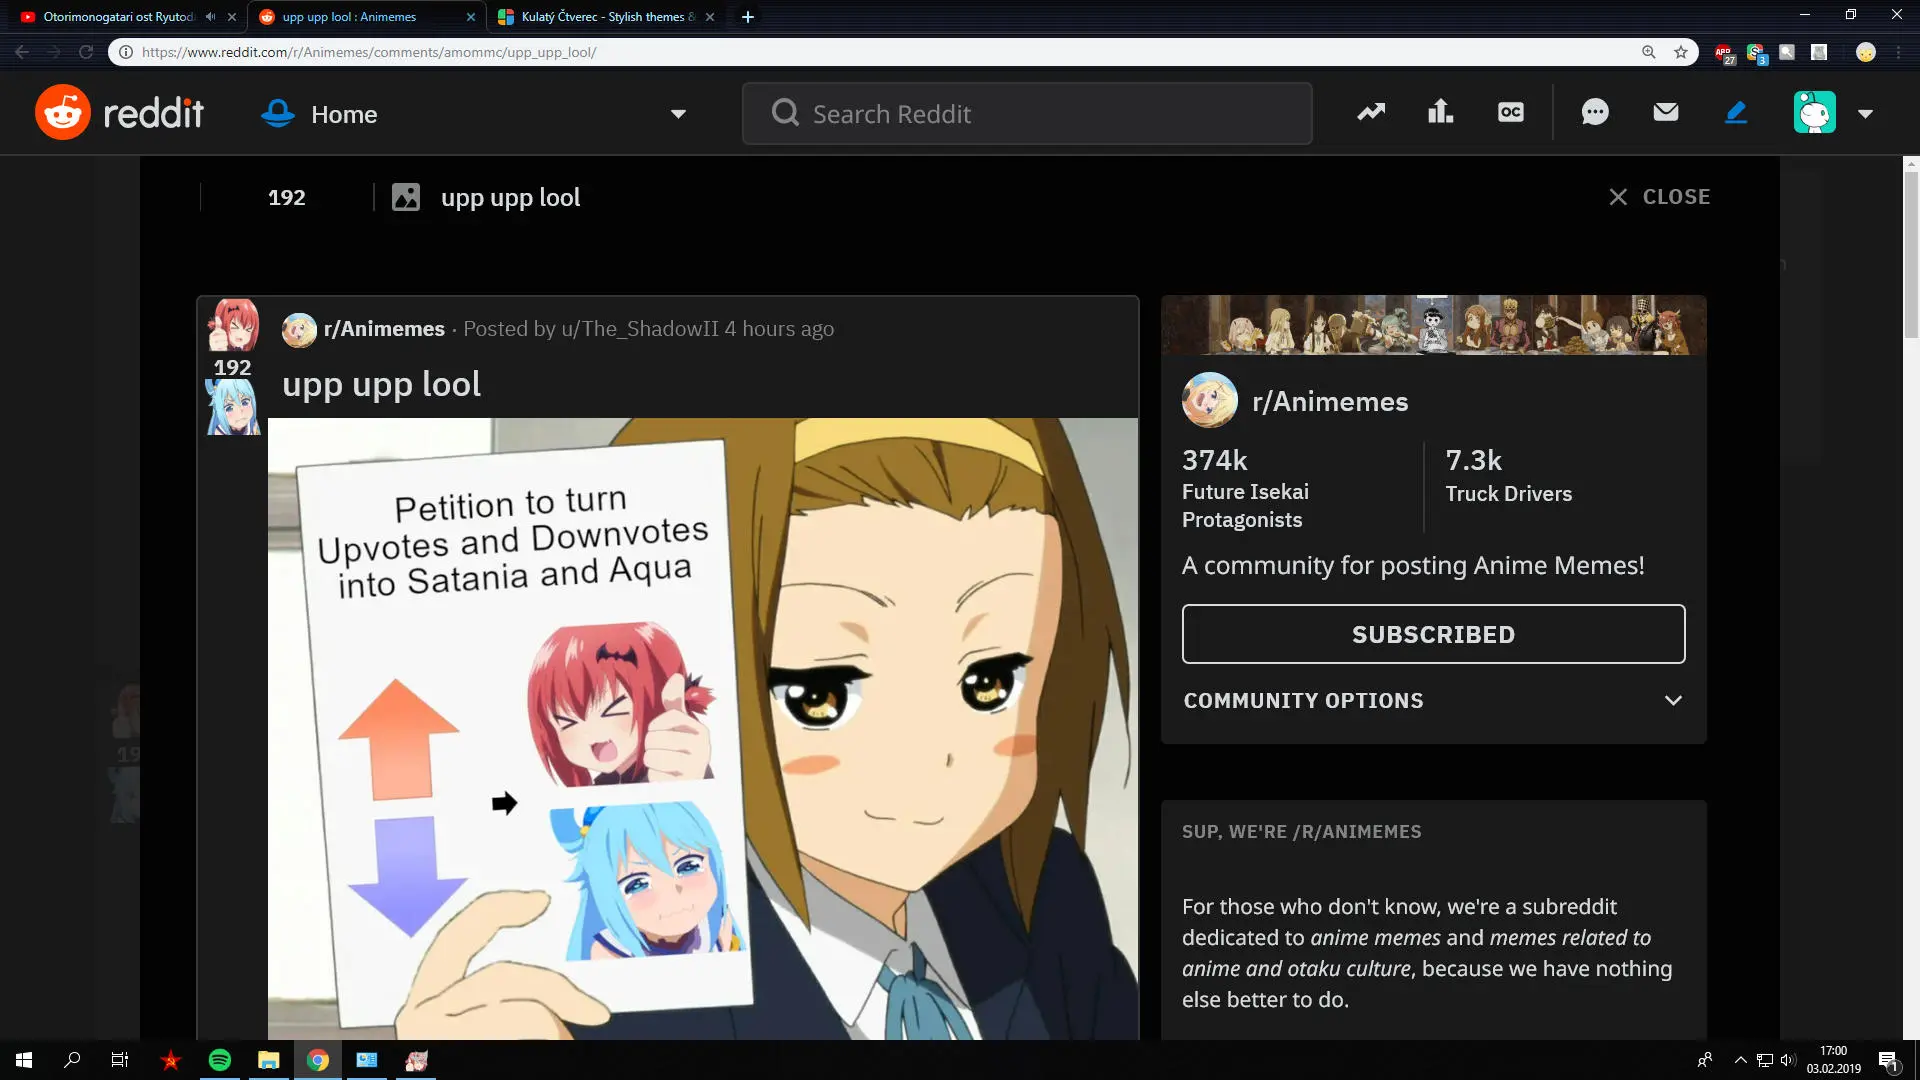 Otorimonogatari ost Ryutod
upp upp lool : Animemes
Kulatý Čtverec - Stylish themes &
https://www.reddit.com/r/Animemes/comments/amommc/upp_upp_lool/
ABP
27
3
reddit
Home
Search Reddit
OC
192
upp upp lool
CLOSE
r/Animemes · Posted by u/The_ShadowII 4 hours ago
192
upp upp lool
Petition to turn
Upvotes and Downvotes
into Satania and Aqua
r/Animemes
374k
Future Isekai
Protagonists
7.3k
Truck Drivers
A community for posting Anime Memes!
SUBSCRIBED
COMMUNITY OPTIONS
SUP, WE'RE /R/ANIMEMES
For those who don't know, we're a subreddit
dedicated to anime memes and memes related to
anime and otaku culture, because we have nothing
else better to do.
17:00
03.02.2019
1